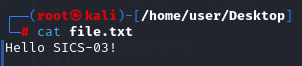 ┌──(root㉿kali)-[/home/user/Desktop]
└─# cat file.txt
Hello SICS-03!